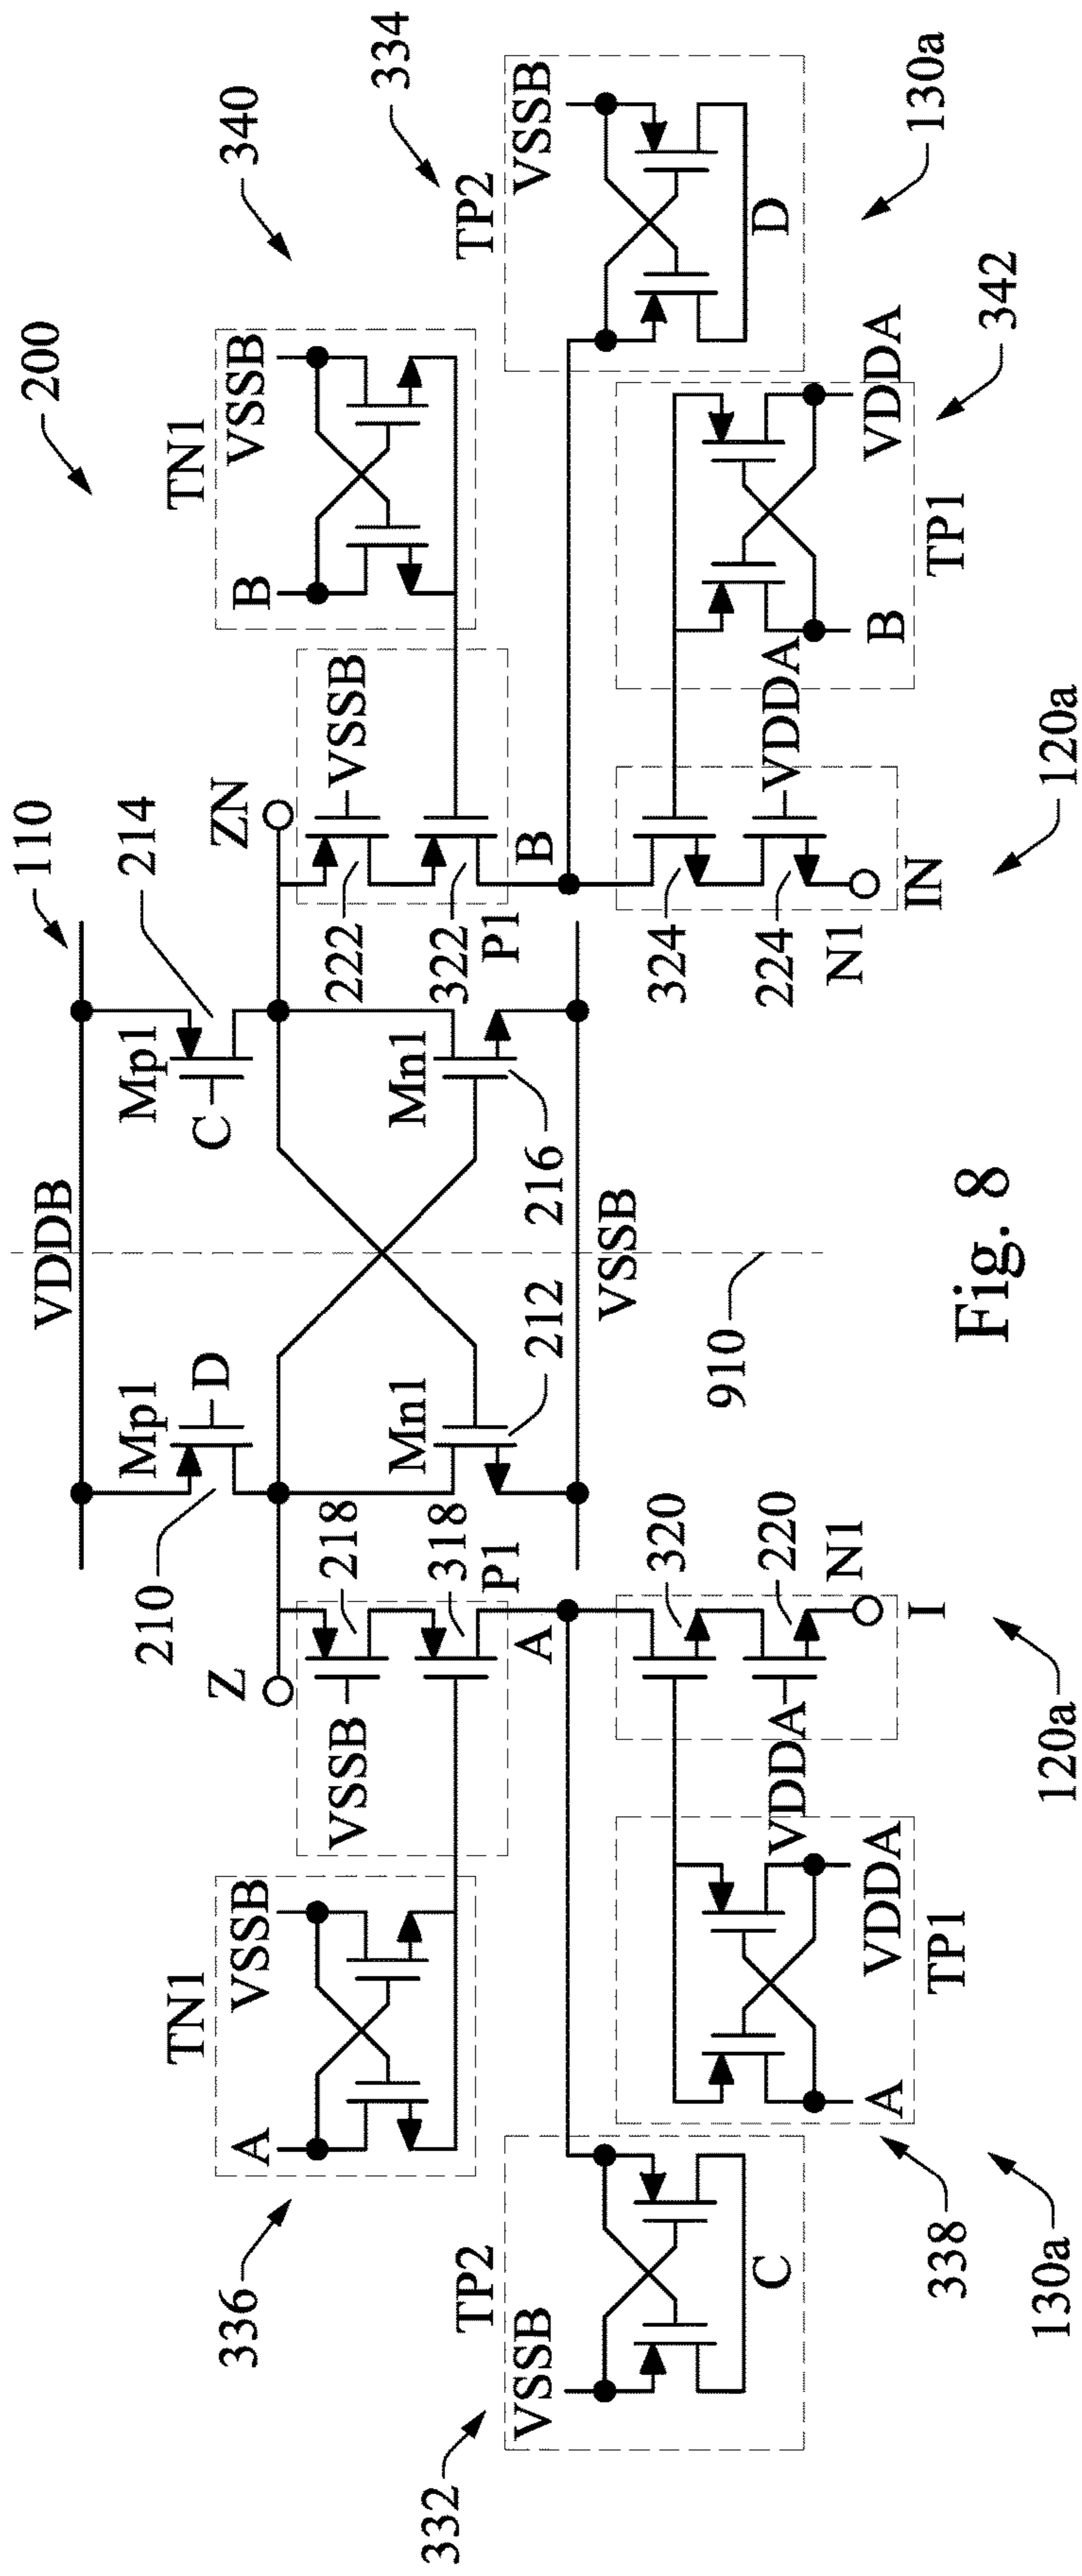 200
110
VDDB
Mp1
Mp1
210
D
C
214
Z
ZN
TN1
A
VSSB
336
VSSB
218
318
P1
Mn1
Mn1
212
216
VSSB
222
322
P1
VSSB
TN1
B
VSSB
340
A
B
TP2
VSSB
C
332
TP2
VSSB
D
334
320
220
N1
VDDA
I
120a
324
224
N1
VDDA
IN
120a
A
VDDA
TP1
338
130a
B
VDDA
TP1
342
130a
910
Fig. 8